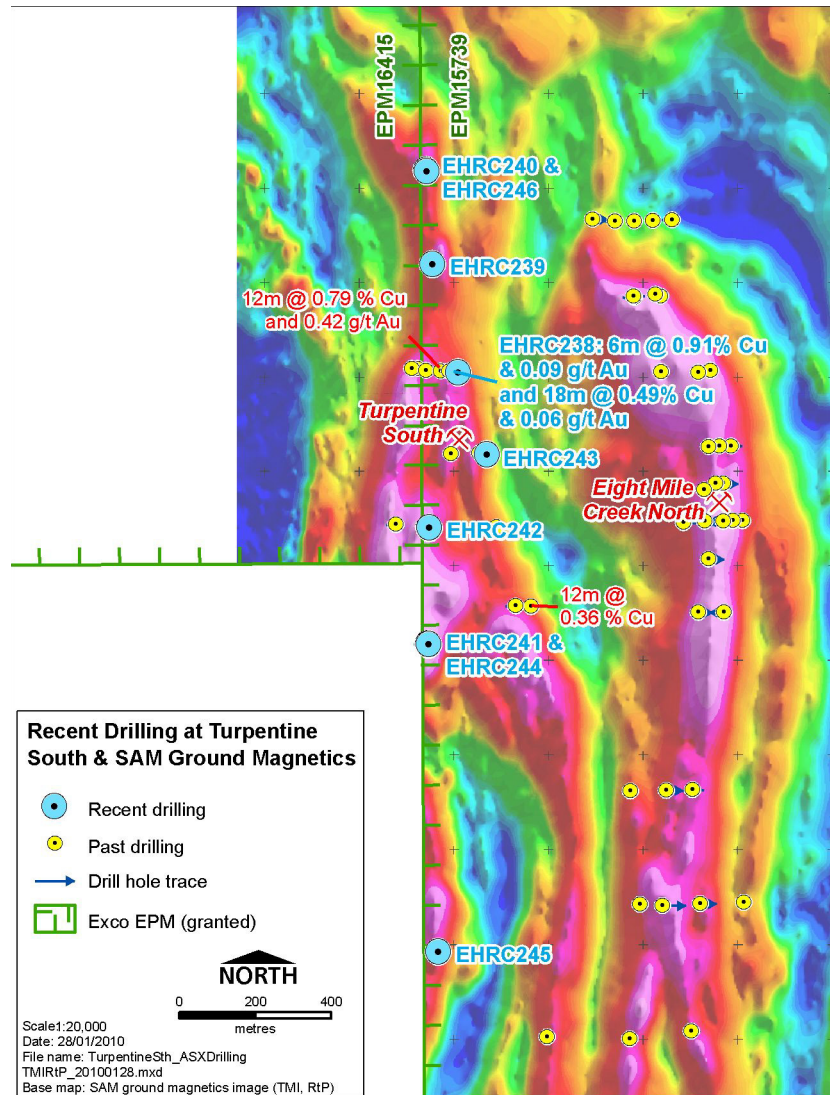 EPM16415
EPM15739
EHRC240 &
EHRC246
EHRC239
12m @ 0.79 % Cu
and 0.42 g/t Au
EHRC238: 6m @ 0.91% Cu
& 0.09 g/t Au
and 18m @ 0.49% Cu
& 0.06 g/t Au
Turpentine
South
EHRC243
Eight Mile
Creek North
EHRC242
12m @
0.36 % Cu
EHRC241 &
EHRC244
Recent Drilling at Turpentine
South & SAM Ground Magnetics
Recent drilling
Past drilling
Drill hole trace
Exco EPM (granted)
EHRC245
NORTH
0 200 400
metres
Scale1:20,000
Date: 28/01/2010
File name: TurpentineSth_ASXDrilling
TMIRtP_20100128.mxd
Base map: SAM ground magnetics image (TMI, RtP)